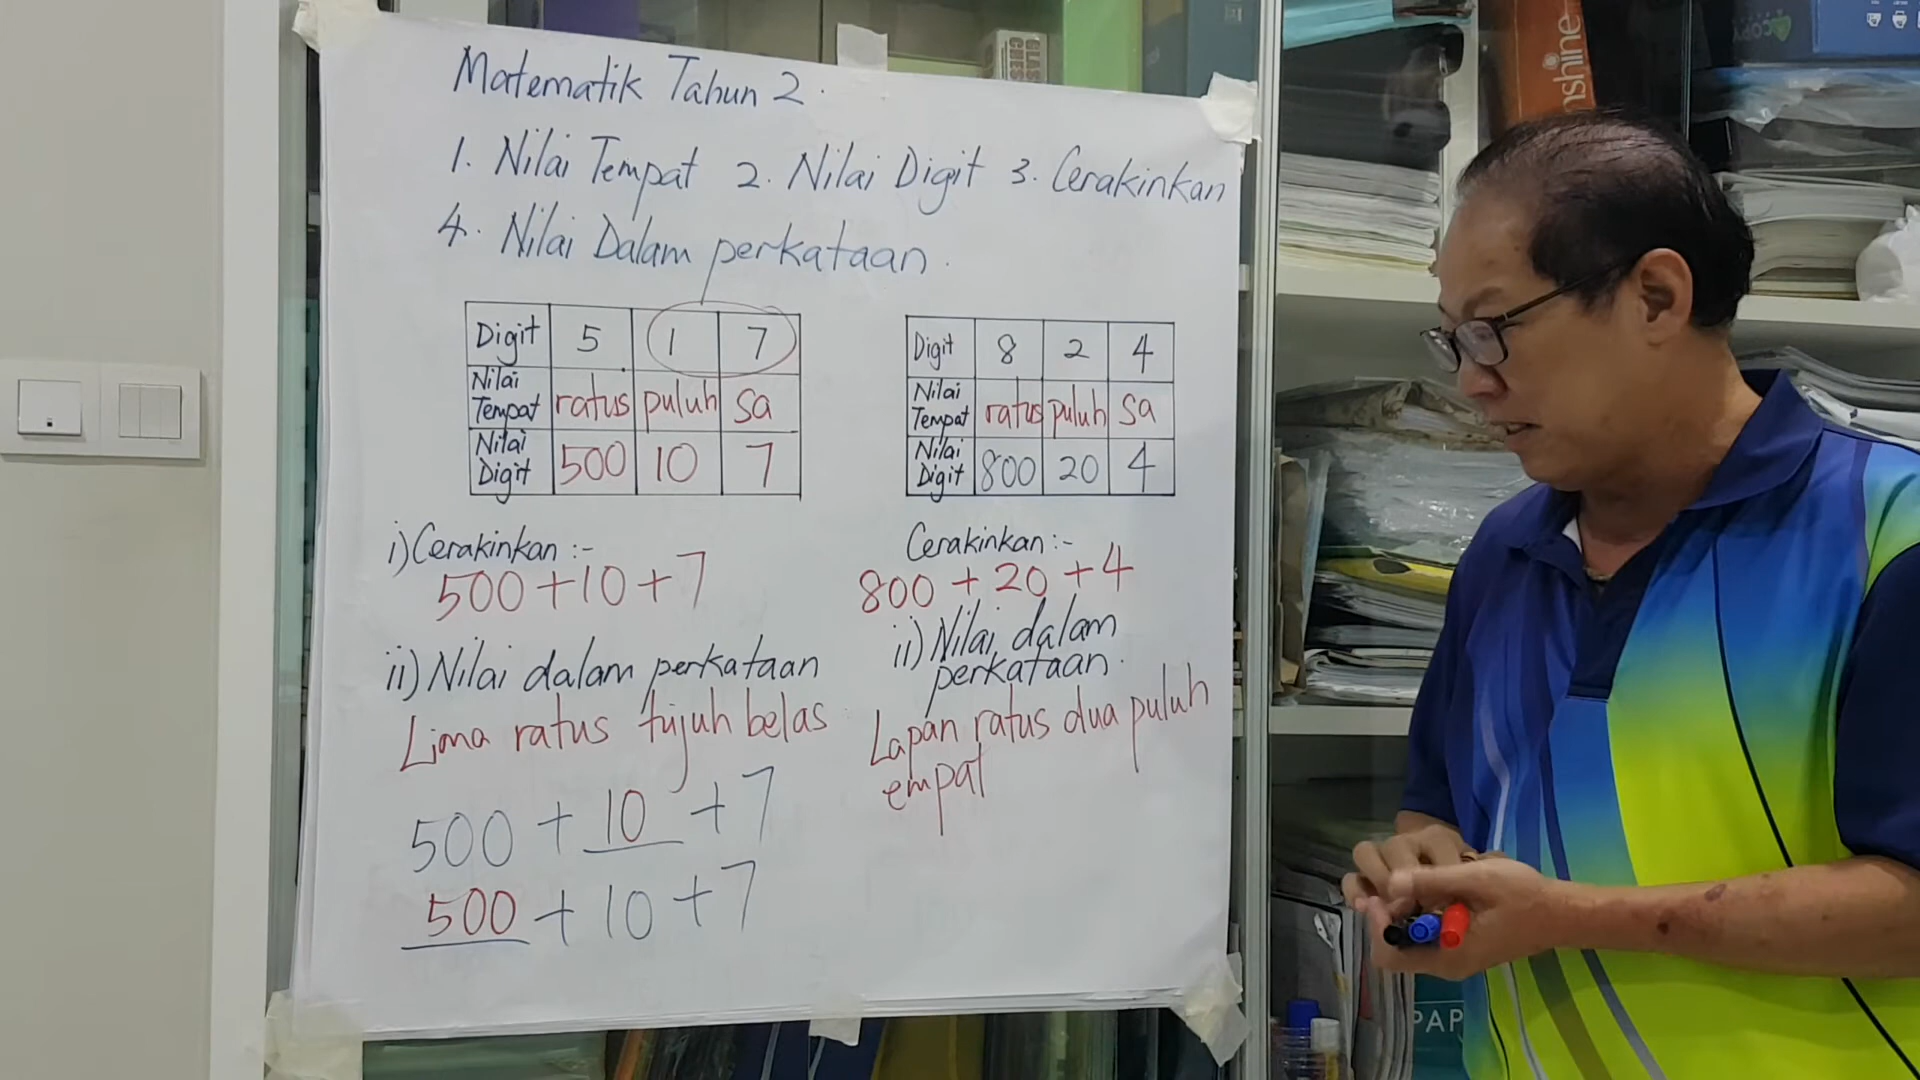 Matematik Tahun 2.
1. Nilai Tempat 2. Nilai Digit 3. Cerakinkan
4. Nilai Dalam perkataan.
Digit 5 1 7
Nilai Tempat ratus puluh sa
Nilai Digit 500 10 7
i) Cerakinkan :-
500 + 10 + 7
ii) Nilai dalam perkataan
Lima ratus tujuh belas
500 + 10 + 7
500 + 10 + 7
Digit 8 2 4
Nilai Tempat ratus puluh sa
Nilai Digit 800 20 4
Cerakinkan :-
800 + 20 + 4
ii) Nilai dalam
perkataan.
Lapan ratus dua puluh
empat
nshine
COPY
PAP